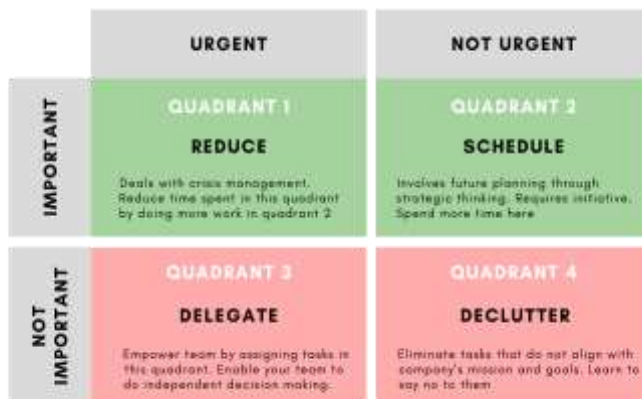 URGENT
NOT URGENT
IMPORTANT
QUADRANT 1
REDUCE
Deals with crisis management.
Reduce time spent in this quadrant
by doing more work in quadrant 2
QUADRANT 2
SCHEDULE
Involves future planning through
strategic thinking. Requires initiative.
Spend more time here
NOT
IMPORTANT
QUADRANT 3
DELEGATE
Empower team by assigning tasks in
this quadrant. Enable your team to
do independent decision making.
QUADRANT 4
DECLUTTER
Eliminate tasks that do not align with
company's mission and goals. Learn to
say no to them